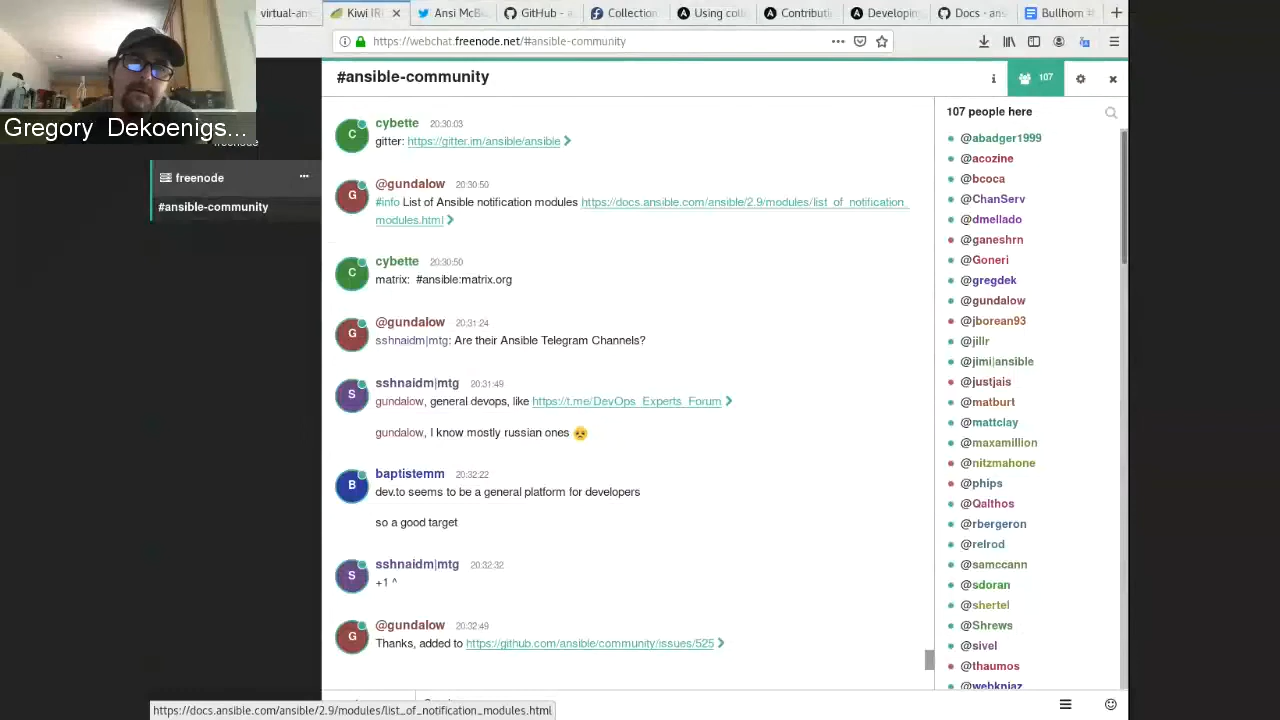 virtual-ans
Kiwi IR
Ansi McB
GitHub - a
Collection
Using coll
Contributi
Developin
Docs · ans
Bullhorn #
https://webchat.freenode.net/#ansible-community
Gregory Dekoenigs...
freenode
#ansible-community
#ansible-community
107
cybette 20:30:03
gitter: https://gitter.im/ansible/ansible
@gundalow 20:30:50
#info List of Ansible notification modules https://docs.ansible.com/ansible/2.9/modules/list_of_notification_
modules.html
cybette 20:30:50
matrix: #ansible:matrix.org
@gundalow 20:31:24
sshnaidm|mtg: Are their Ansible Telegram Channels?
sshnaidm|mtg 20:31:49
gundalow, general devops, like https://t.me/DevOps_Experts_Forum
gundalow, I know mostly russian ones 😞
baptistemm 20:32:22
dev.to seems to be a general platform for developers
so a good target
sshnaidm|mtg 20:32:32
+1 ^
@gundalow 20:32:49
Thanks, added to https://github.com/ansible/community/issues/525
107 people here
@abadger1999
@acozine
@bcoca
@ChanServ
@dmellado
@ganeshrn
@Goneri
@gregdek
@gundalow
@jborean93
@jillr
@jimi|ansible
@justjais
@matburt
@mattclay
@maxamillion
@nitzmahone
@phips
@Qalthos
@rbergeron
@relrod
@samccann
@sdoran
@shertel
@Shrews
@sivel
@thaumos
@webknjaz
https://docs.ansible.com/ansible/2.9/modules/list_of_notification_modules.html